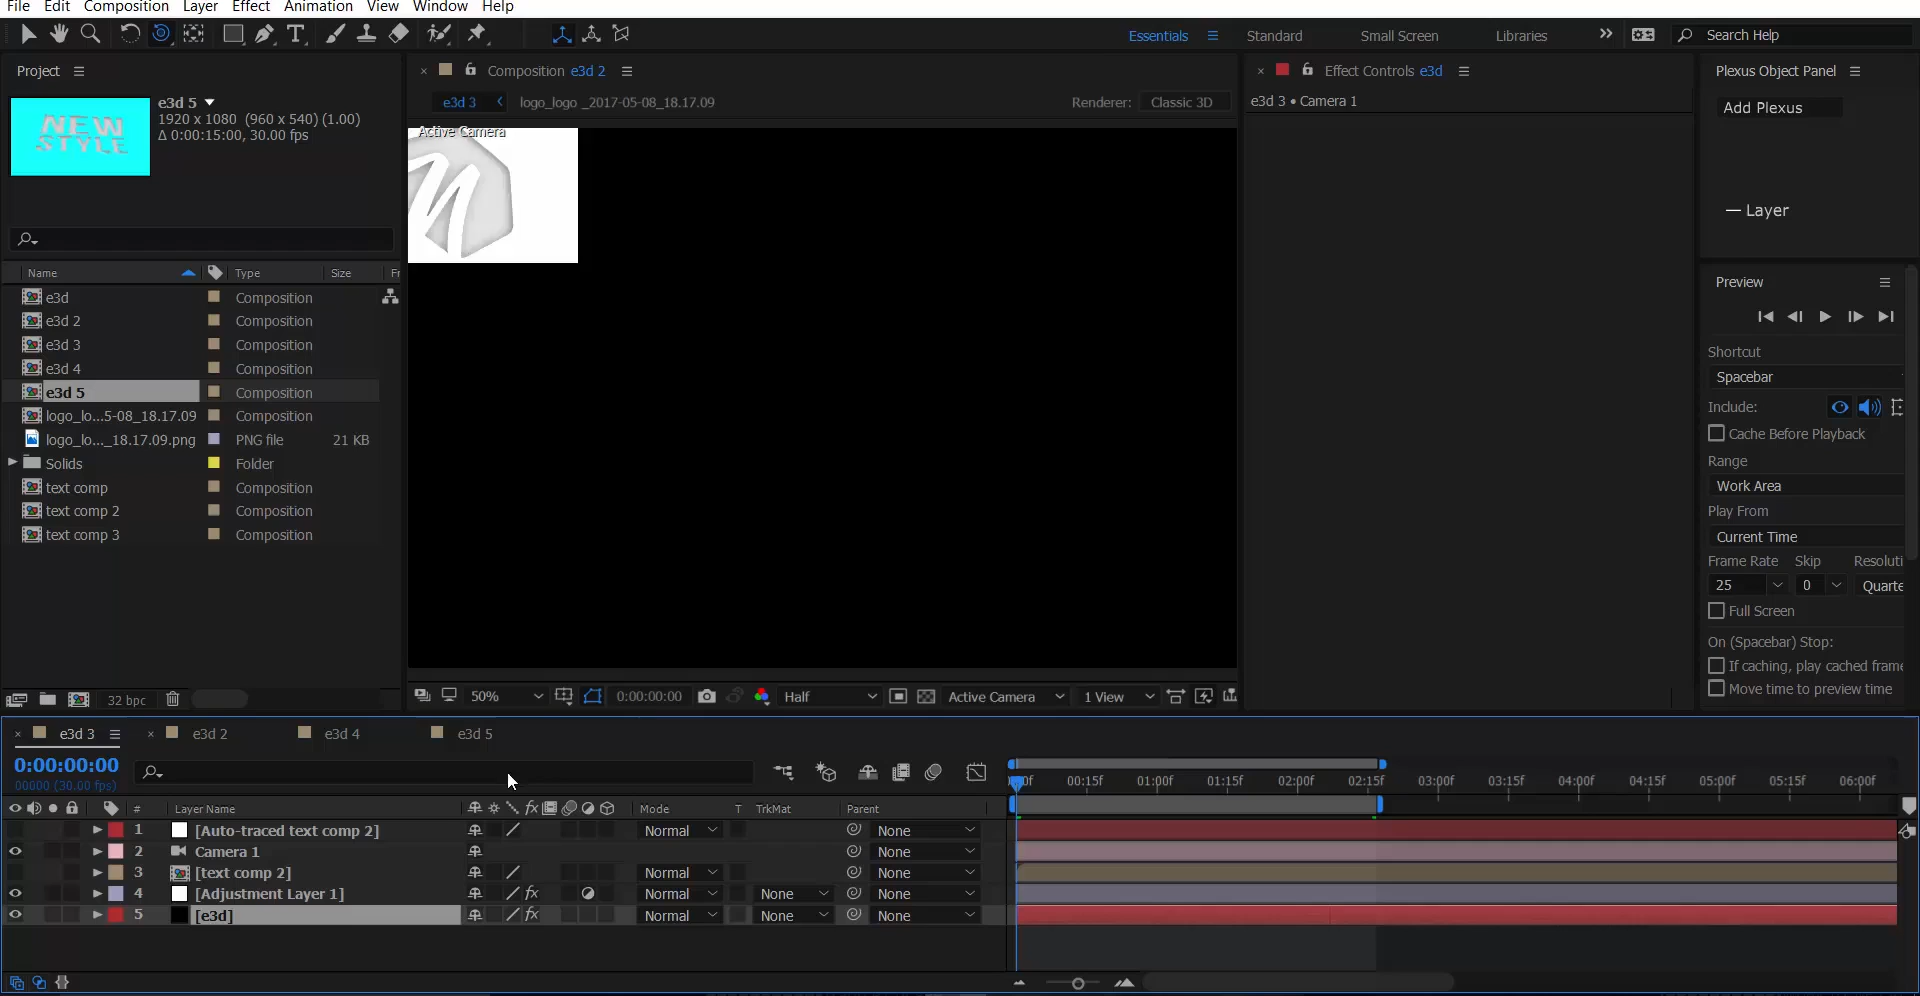 File Edit Composition Layer Effect Animation View Window Help
Essentials Standard Small Screen Libraries Search Help
Project
e3d 5
1920 x 1080 (960 x 540) (1.00)
Δ 0:00:15:00, 30.00 fps
NEW
STYLE
Name Type Size Fr
e3d Composition
e3d 2 Composition
e3d 3 Composition
e3d 4 Composition
e3d 5 Composition
logo_lo...5-08_18.17.09 Composition
logo_lo..._18.17.09.png PNG file 21 KB
Solids Folder
text comp Composition
text comp 2 Composition
text comp 3 Composition
32 bpc
Composition e3d 2
e3d 3 logo_logo _2017-05-08_18.17.09 Renderer: Classic 3D
Active Camera
50% 0:00:00:00 Half Active Camera 1 View
Effect Controls e3d
e3d 3 • Camera 1
Plexus Object Panel
Add Plexus
— Layer
Preview
Shortcut
Spacebar
Include:
Cache Before Playback
Range
Work Area
Play From
Current Time
Frame Rate Skip Resoluti
25 0 Quarte
Full Screen
On (Spacebar) Stop:
If caching, play cached frame
Move time to preview time
e3d 3 e3d 2 e3d 4 e3d 5
0:00:00:00
00000 (30.00 fps)
00f 00:15f 01:00f 01:15f 02:00f 02:15f 03:00f 03:15f 04:00f 04:15f 05:00f 05:15f 06:00f
# Layer Name fx Mode T TrkMat Parent
1 [Auto-traced text comp 2] Normal None
2 Camera 1 None
3 [text comp 2] Normal None
4 [Adjustment Layer 1] fx Normal None None
5 [e3d] fx Normal None None